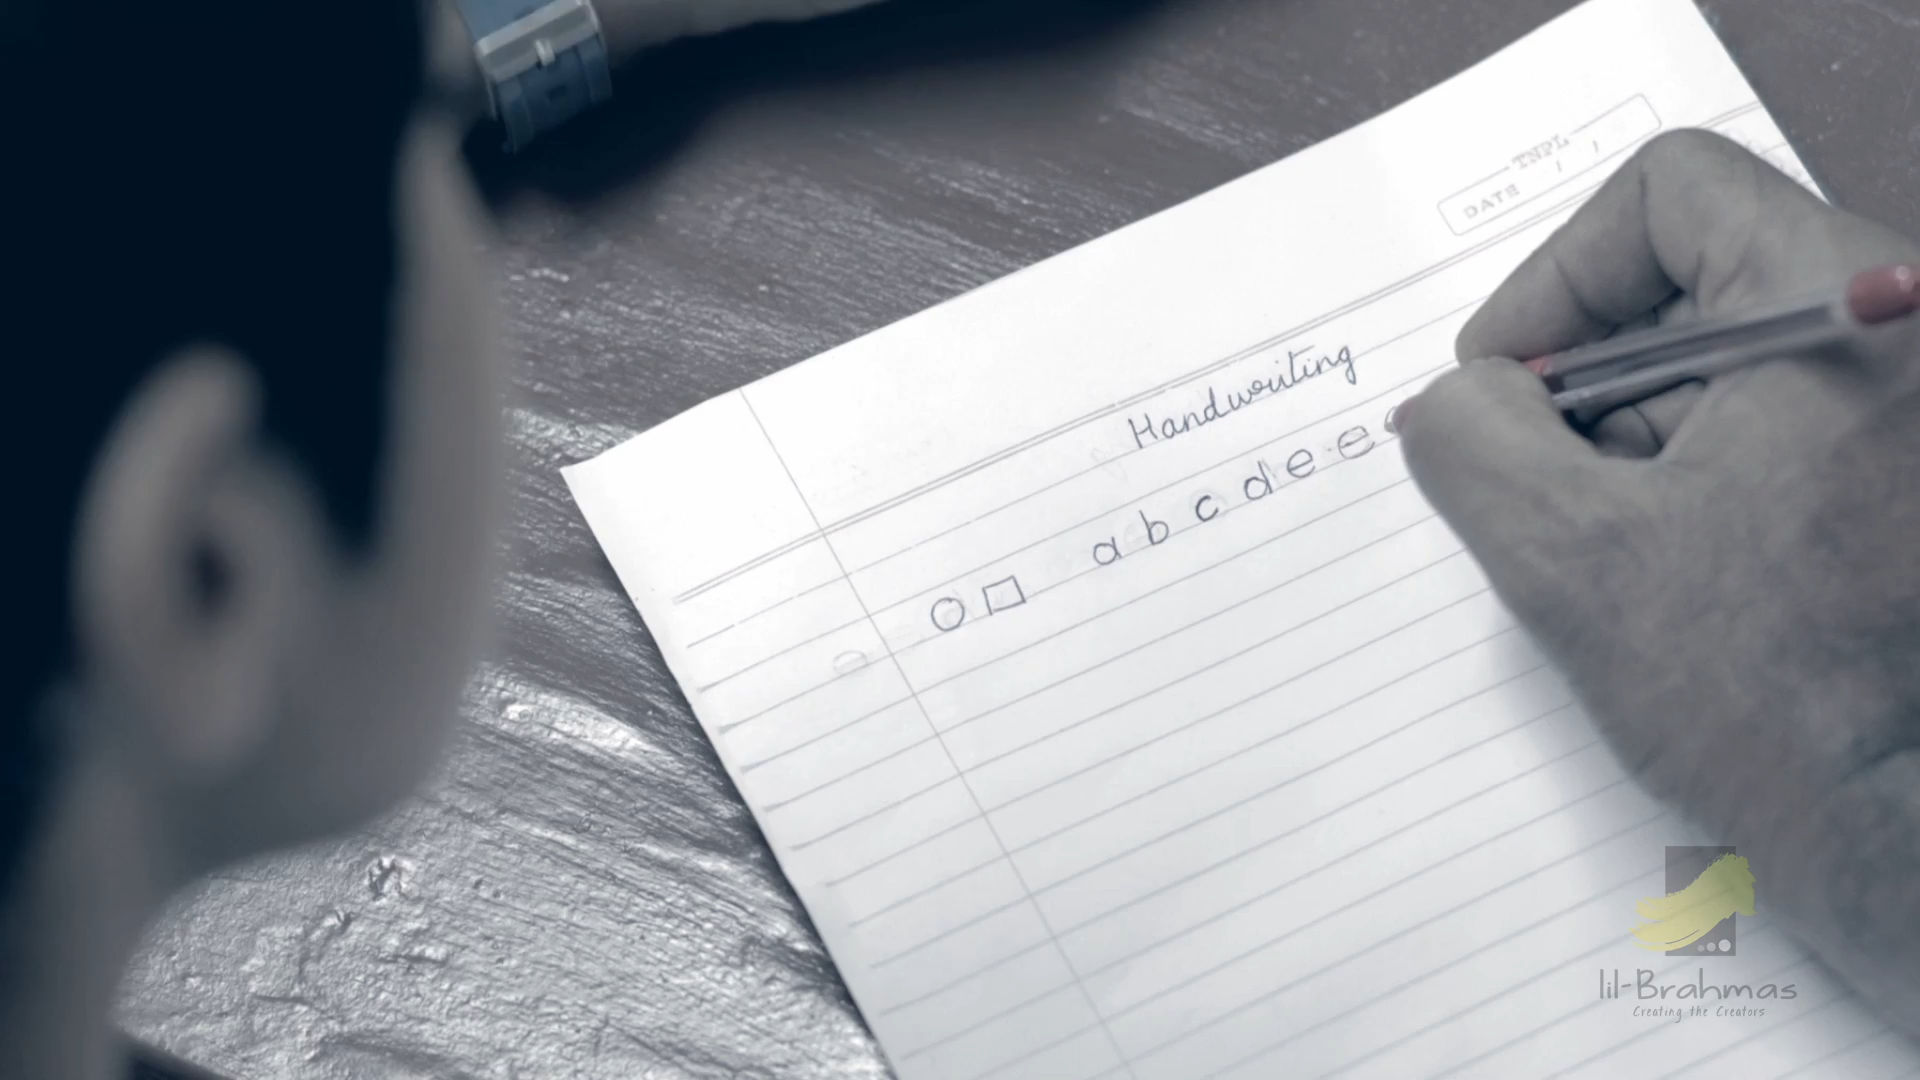 TNPL
DATE / /
Handwriting
a b c d e e
lil-Brahmas
Creating the Creators